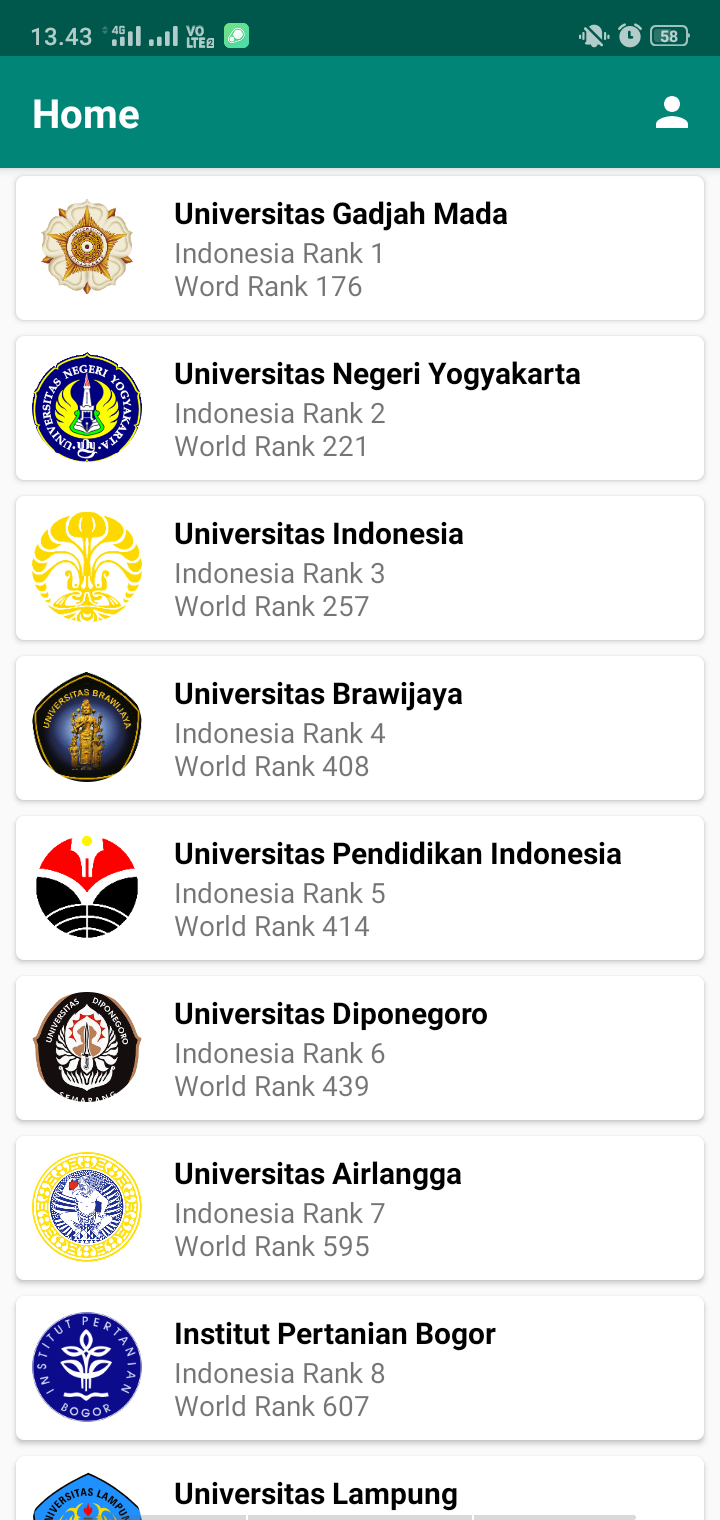 13.43 4G VO LTE2 58
Home
Universitas Gadjah Mada
Indonesia Rank 1
Word Rank 176
UNIVERSITAS NEGERI YOGYAKARTA
Universitas Negeri Yogyakarta
Indonesia Rank 2
World Rank 221
Universitas Indonesia
Indonesia Rank 3
World Rank 257
UNIVERSITAS BRAWIJAYA
Universitas Brawijaya
Indonesia Rank 4
World Rank 408
Universitas Pendidikan Indonesia
Indonesia Rank 5
World Rank 414
UNIVERSITAS DIPONEGORO
SEMARANG
Universitas Diponegoro
Indonesia Rank 6
World Rank 439
Universitas Airlangga
Indonesia Rank 7
World Rank 595
INSTITUT PERTANIAN
BOGOR
Institut Pertanian Bogor
Indonesia Rank 8
World Rank 607
Universitas Lampung